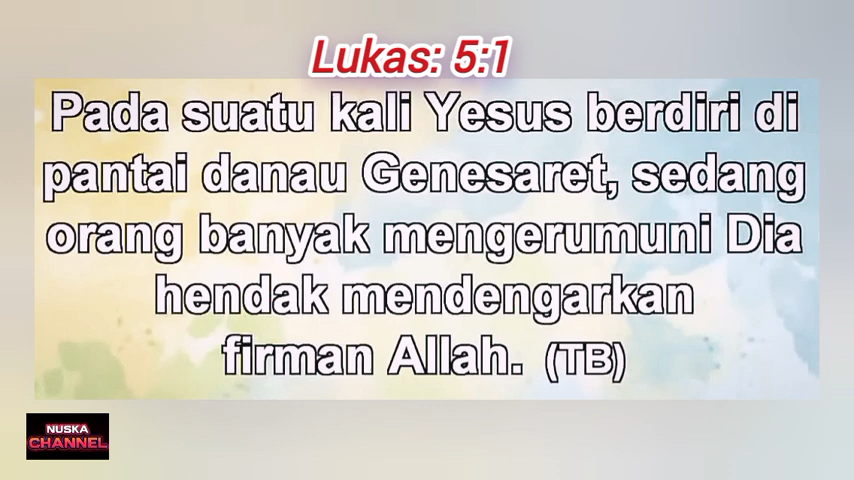 Lukas: 5:1
Pada suatu kali Yesus berdiri di
pantai danau Genesaret, sedang
orang banyak mengerumuni Dia
hendak mendengarkan
firman Allah. (TB)
NUSKA
CHANNEL